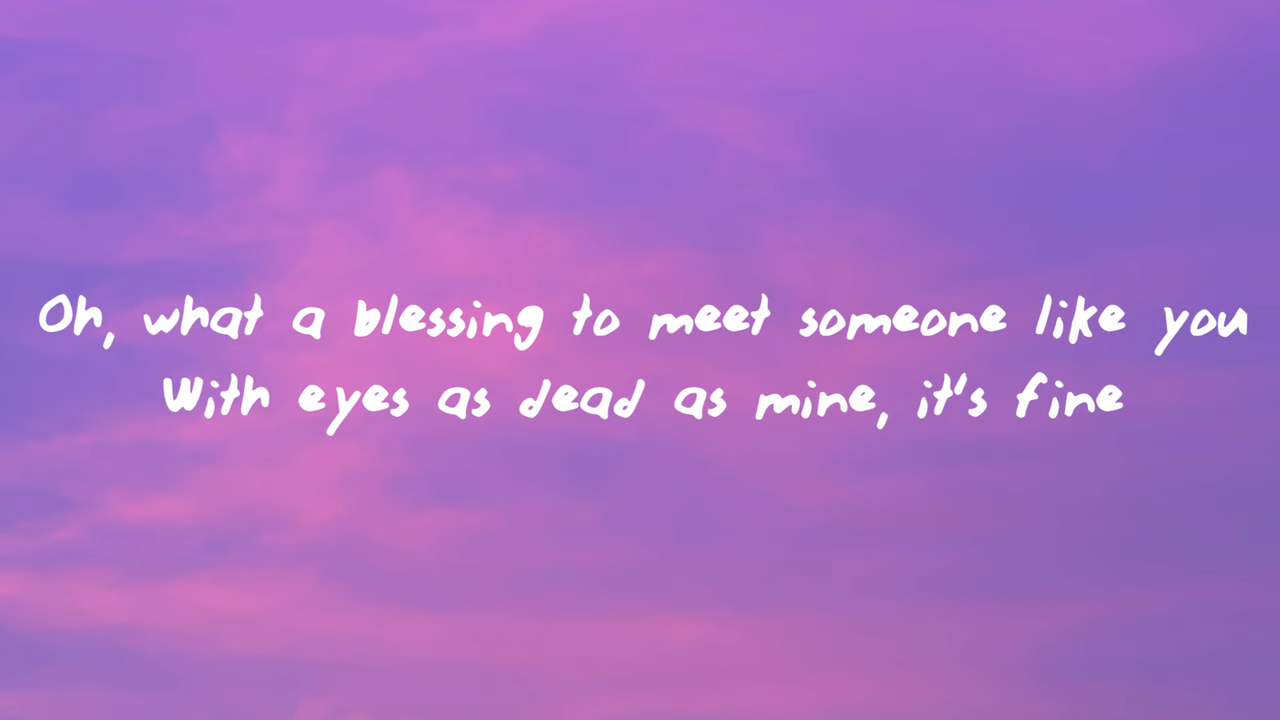 Oh, what a blessing to meet someone like you
With eyes as dead as mine, it's fine